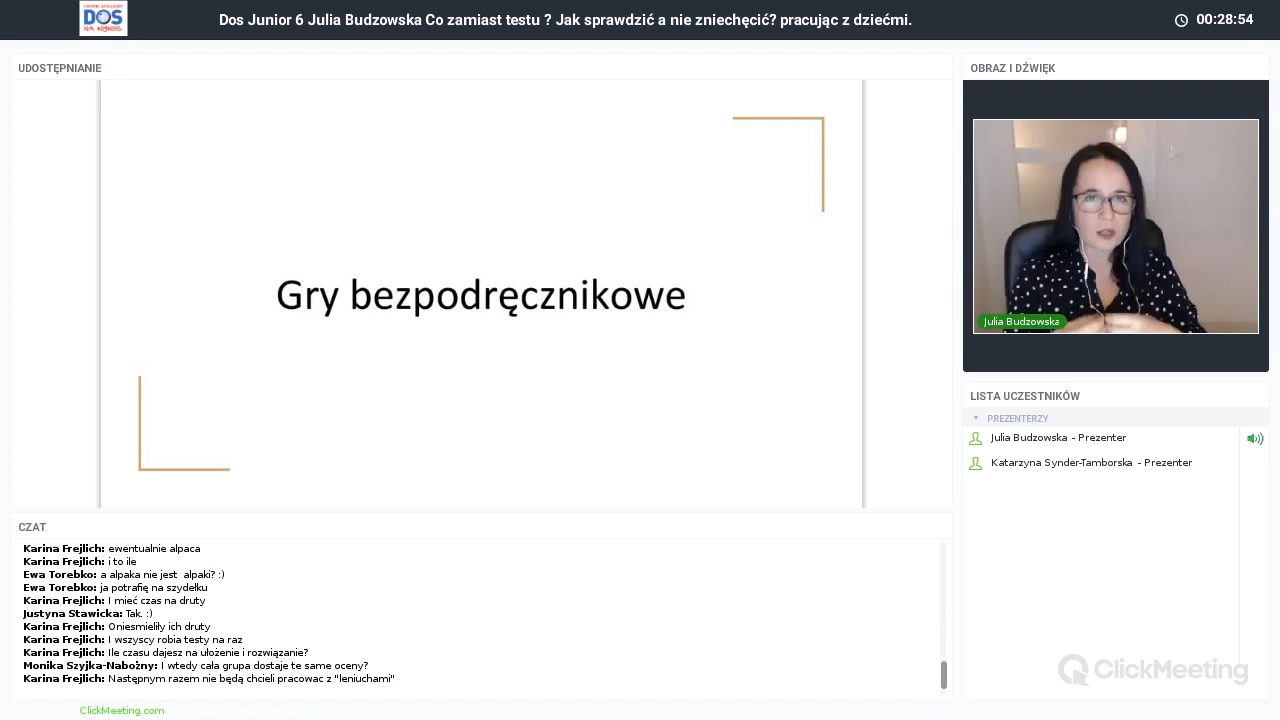 DOS
NA WYNOS
Dos Junior 6 Julia Budzowska Co zamiast testu ? Jak sprawdzić a nie zniechęcić? pracując z dziećmi.
00:28:54
UDOSTĘPNIANIE
Gry bezpodręcznikowe
OBRAZ I DŹWIĘK
Julia Budzowska
LISTA UCZESTNIKÓW
PREZENTERZY
Julia Budzowska - Prezenter
Katarzyna Synder-Tamborska - Prezenter
CZAT
Karina Frejlich: ewentualnie alpaca
Karina Frejlich: i to ile
Ewa Torebko: a alpaka nie jest alpaki? :)
Ewa Torebko: ja potrafię na szydełku
Karina Frejlich: I mieć czas na druty
Justyna Stawicka: Tak. :)
Karina Frejlich: Oniesmieliły ich druty
Karina Frejlich: I wszyscy robia testy na raz
Karina Frejlich: Ile czasu dajesz na ułożenie i rozwiązanie?
Monika Szyjka-Nabożny: I wtedy cała grupa dostaje te same oceny?
Karina Frejlich: Następnym razem nie będą chcieli pracowac z "leniuchami"
ClickMeeting
ClickMeeting.com